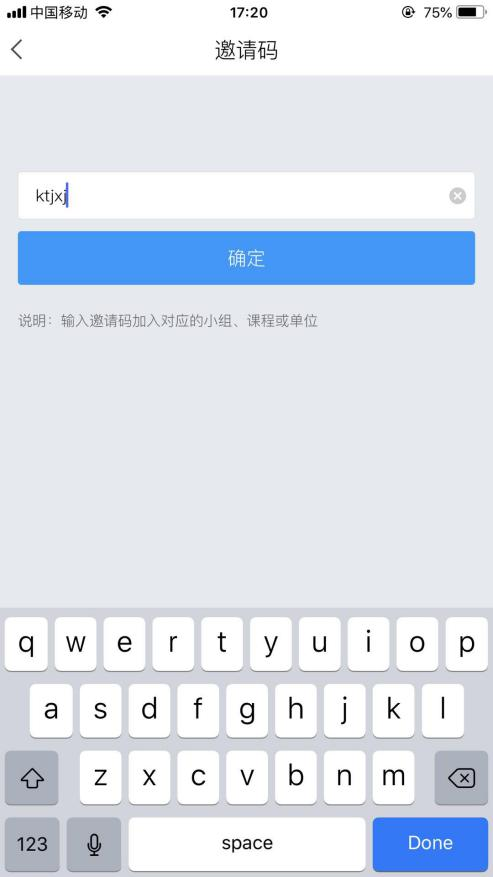 中国移动 17:20 75%
邀请码
ktjxj
确定
说明：输入邀请码加入对应的小组、课程或单位
q w e r t y u i o p
a s d f g h j k l
z x c v b n m
123 space Done